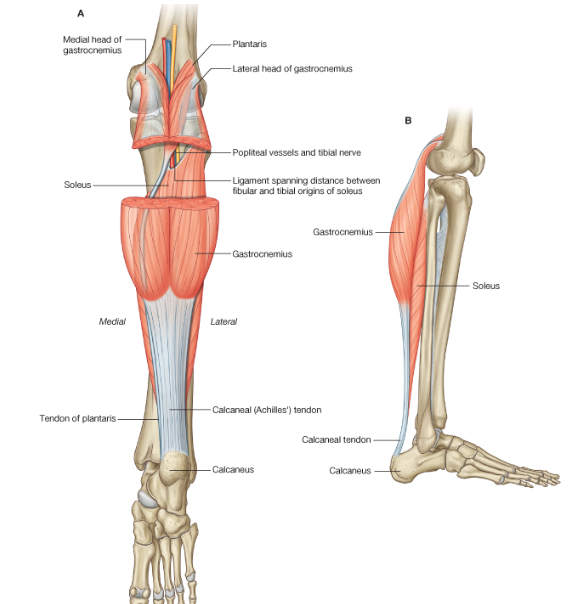 A
Medial head of
gastrocnemius
Plantaris
Lateral head of gastrocnemius
Popliteal vessels and tibial nerve
Ligament spanning distance between
fibular and tibial origins of soleus
Soleus
Gastrocnemius
Medial
Lateral
Tendon of plantaris
Calcaneal (Achilles') tendon
Calcaneus
B
Gastrocnemius
Soleus
Calcaneal tendon
Calcaneus